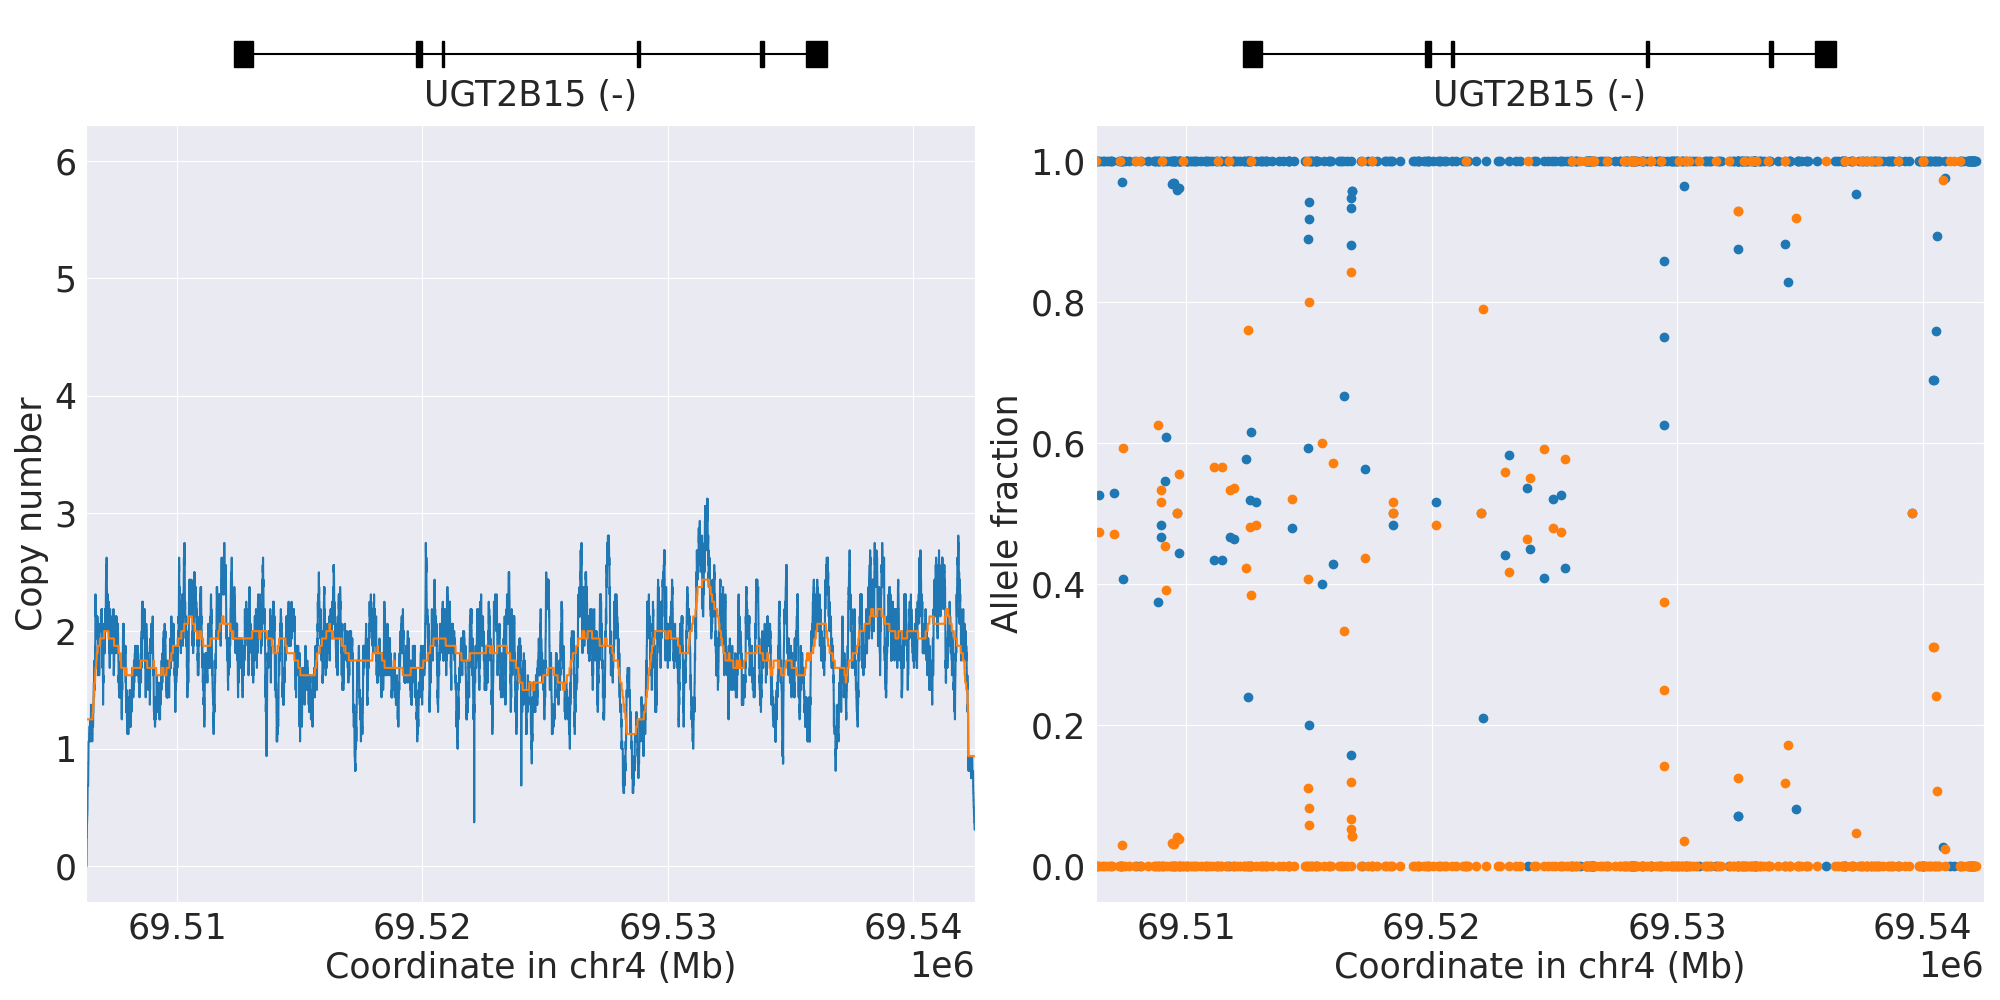 UGT2B15 (-)
6
5
4
3
2
1
0
Copy number
69.51 69.52 69.53 69.54
Coordinate in chr4 (Mb)
1e6
UGT2B15 (-)
1.0
0.8
0.6
0.4
0.2
0.0
Allele fraction
69.51 69.52 69.53 69.54
Coordinate in chr4 (Mb)
1e6